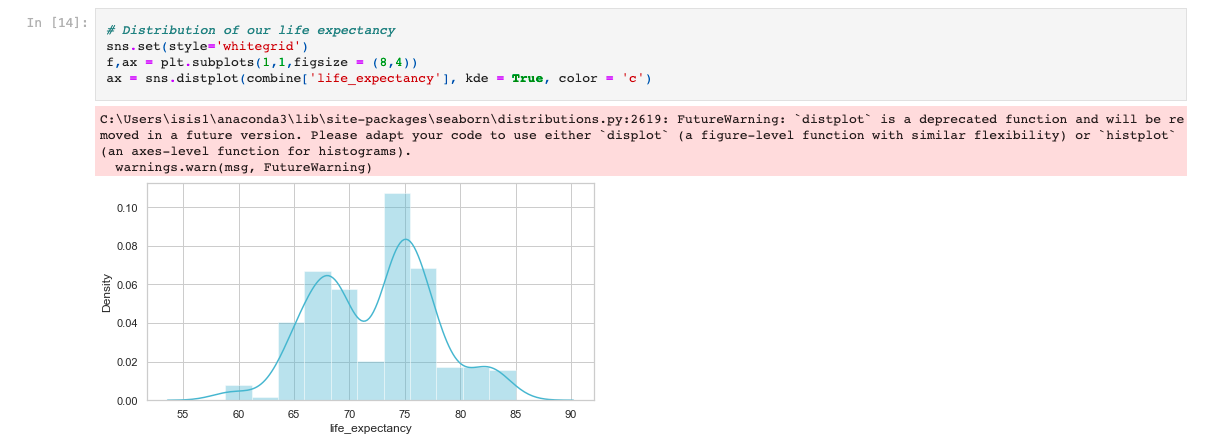 In [14]:
# Distribution of our life expectancy
sns.set(style='whitegrid')
f,ax = plt.subplots(1,1,figsize = (8,4))
ax = sns.distplot(combine['life_expectancy'], kde = True, color = 'c')
C:\Users\isis1\anaconda3\lib\site-packages\seaborn\distributions.py:2619: FutureWarning: `distplot` is a deprecated function and will be re
moved in a future version. Please adapt your code to use either `displot` (a figure-level function with similar flexibility) or `histplot`
(an axes-level function for histograms).
  warnings.warn(msg, FutureWarning)
0.10
0.08
0.06
0.04
0.02
0.00
Density
55 60 65 70 75 80 85 90
life_expectancy